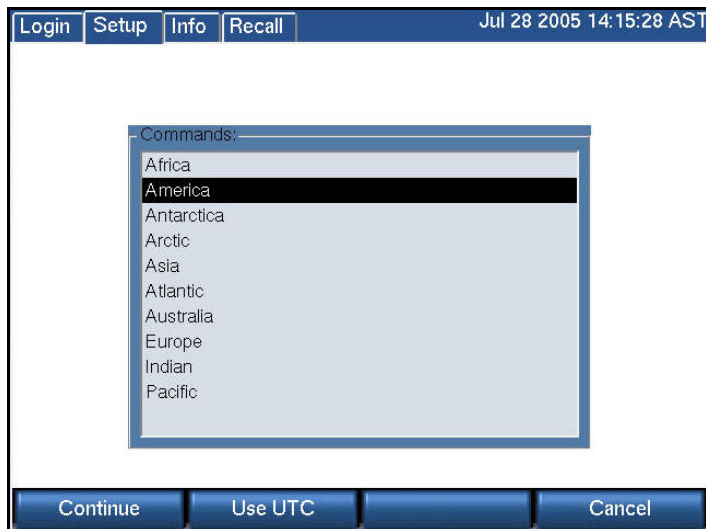 Login Setup Info Recall Jul 28 2005 14:15:28 AST
Commands:
Africa
America
Antarctica
Arctic
Asia
Atlantic
Australia
Europe
Indian
Pacific
Continue Use UTC Cancel